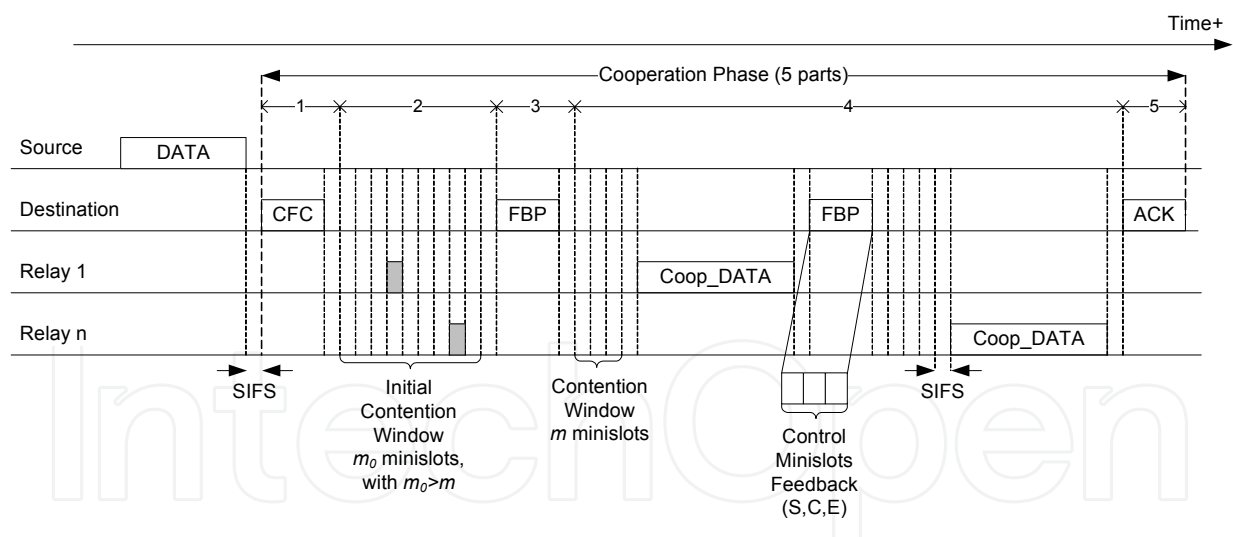 Time+
Cooperation Phase (5 parts)
1 2 3 4 5
Source DATA
Destination CFC FBP FBP ACK
Relay 1 Coop_DATA
Relay n Coop_DATA
SIFS
Initial
Contention
Window
m0 minislots,
with m0>m
Contention
Window
m minislots
Control
Minislots
Feedback
(S,C,E)
SIFS
IntechOpen